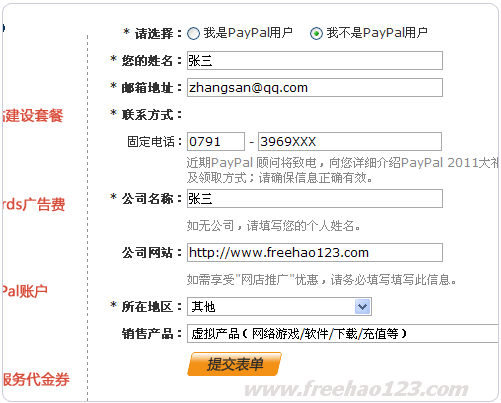 * 请选择： 我是PayPal用户 我不是PayPal用户
* 您的姓名： 张三
* 邮箱地址： zhangsan@qq.com
建设套餐
* 联系方式：
固定电话： 0791 - 3969XXX
近期PayPal 顾问将致电，向您详细介绍PayPal 2011大礼
及领取方式；请确保信息正确有效。
* 公司名称： 张三
rds广告费
如无公司，请填写您的个人姓名。
公司网站： http://www.freehao123.com
如需享受"网店推广"优惠，请务必填写填写此信息。
Pal账户
* 所在地区： 其他
销售产品： 虚拟产品（网络游戏/软件/下载/充值等）
提交表单
服务代金券
www.freehao123.com